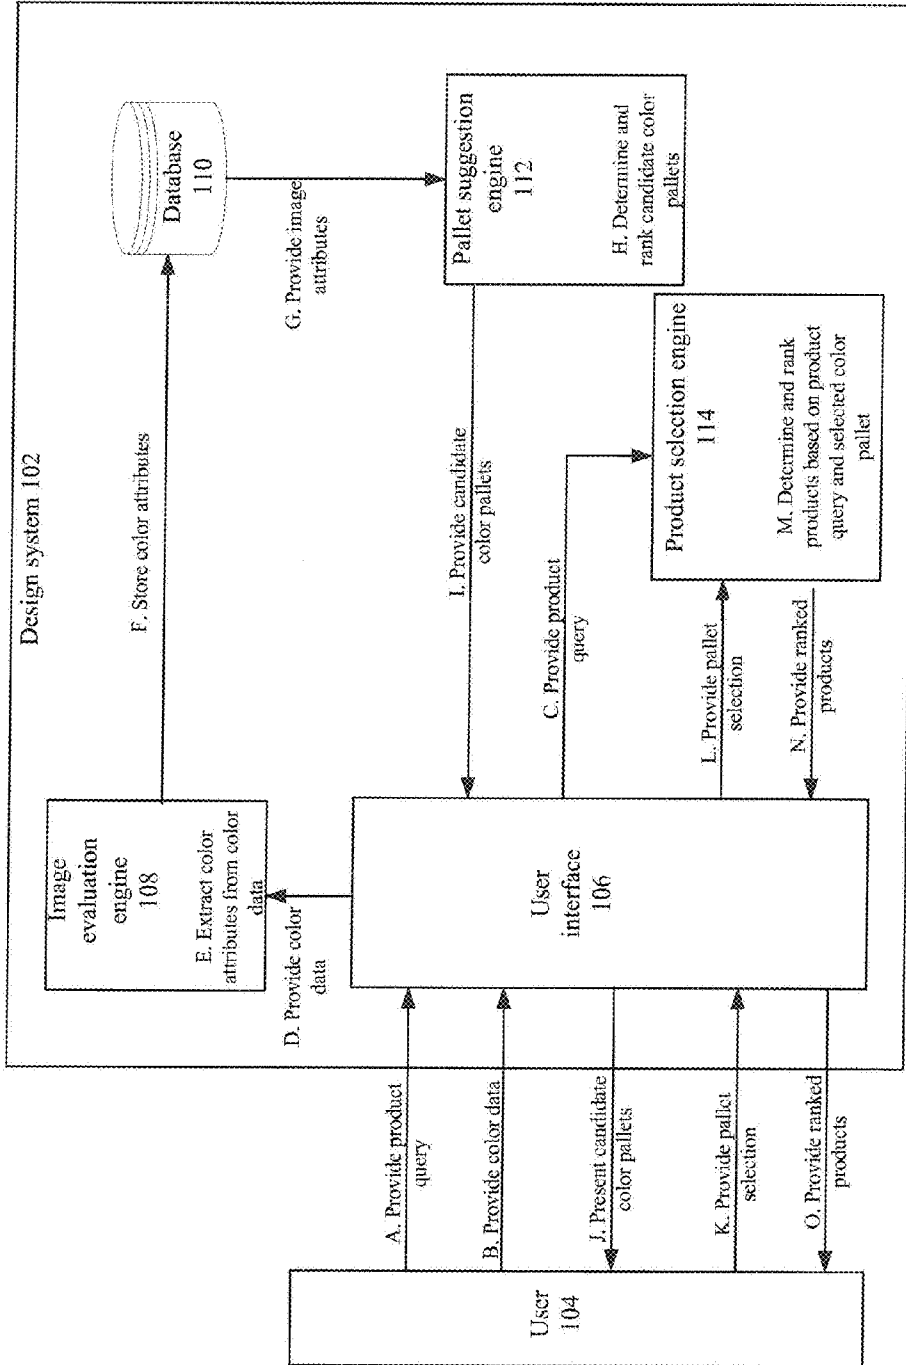 Design system 102
Image
evaluation
engine
108
E. Extract color
attributes from color
data
F. Store color attributes
Database
110
G. Provide image
attributes
Pallet suggestion
engine
112
H. Determine and
rank candidate color
pallets
I. Provide candidate
color pallets
D. Provide color
data
User
interface
106
C. Provide product
query
Product selection engine
114
M. Determine and rank
products based on product
query and selected color
pallet
L. Provide pallet
selection
N. Provide ranked
products
A. Provide product
query
B. Provide color data
J. Present candidate
color pallets
K. Provide pallet
selection
O. Provide ranked
products
User
104